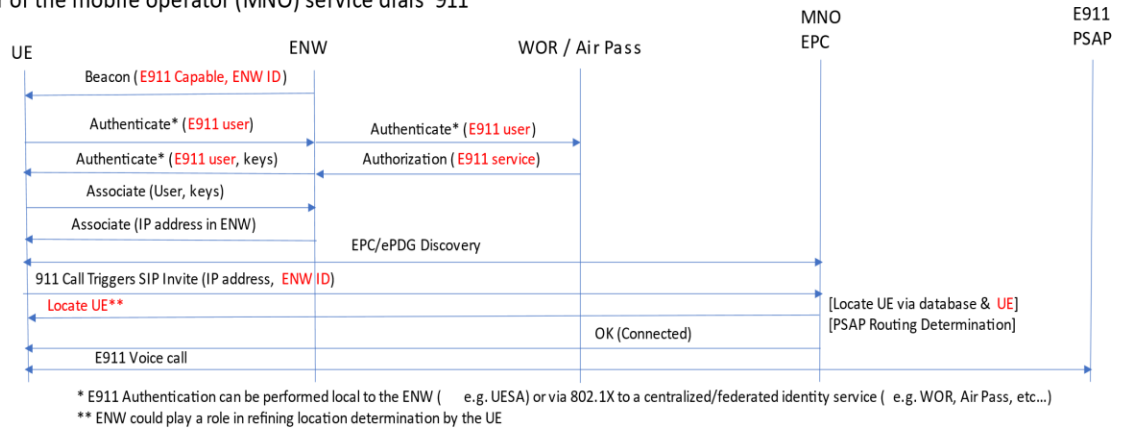 of the mobile operator (MNO) service dials '911'
MNO
EPC
E911
PSAP
UE
ENW
WOR / Air Pass
Beacon (E911 Capable, ENW ID)
Authenticate* (E911 user)
Authenticate* (E911 user)
Authenticate* (E911 user, keys)
Authorization (E911 service)
Associate (User, keys)
Associate (IP address in ENW)
EPC/ePDG Discovery
911 Call Triggers SIP Invite (IP address, ENW ID)
Locate UE**
[Locate UE via database & UE]
[PSAP Routing Determination]
OK (Connected)
E911 Voice call
* E911 Authentication can be performed local to the ENW ( e.g. UESA) or via 802.1X to a centralized/federated identity service ( e.g. WOR, Air Pass, etc...)
** ENW could play a role in refining location determination by the UE